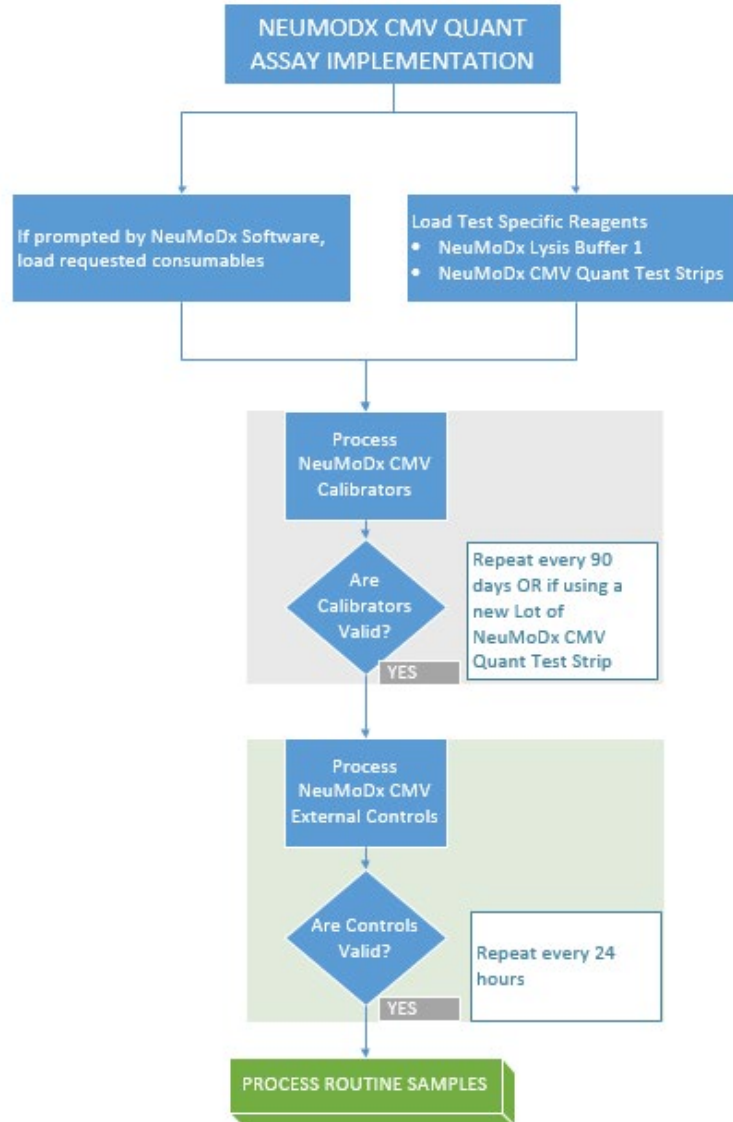 NEUMODX CMV QUANT
ASSAY IMPLEMENTATION
If prompted by NeuMoDx Software,
load requested consumables
Load Test Specific Reagents
• NeuMoDx Lysis Buffer 1
• NeuMoDx CMV Quant Test Strips
Process
NeuMoDx CMV
Calibrators
Are
Calibrators
Valid?
YES
Repeat every 90
days OR if using a
new Lot of
NeuMoDx CMV
Quant Test Strip
Process
NeuMoDx CMV
External Controls
Are Controls
Valid?
YES
Repeat every 24
hours
PROCESS ROUTINE SAMPLES